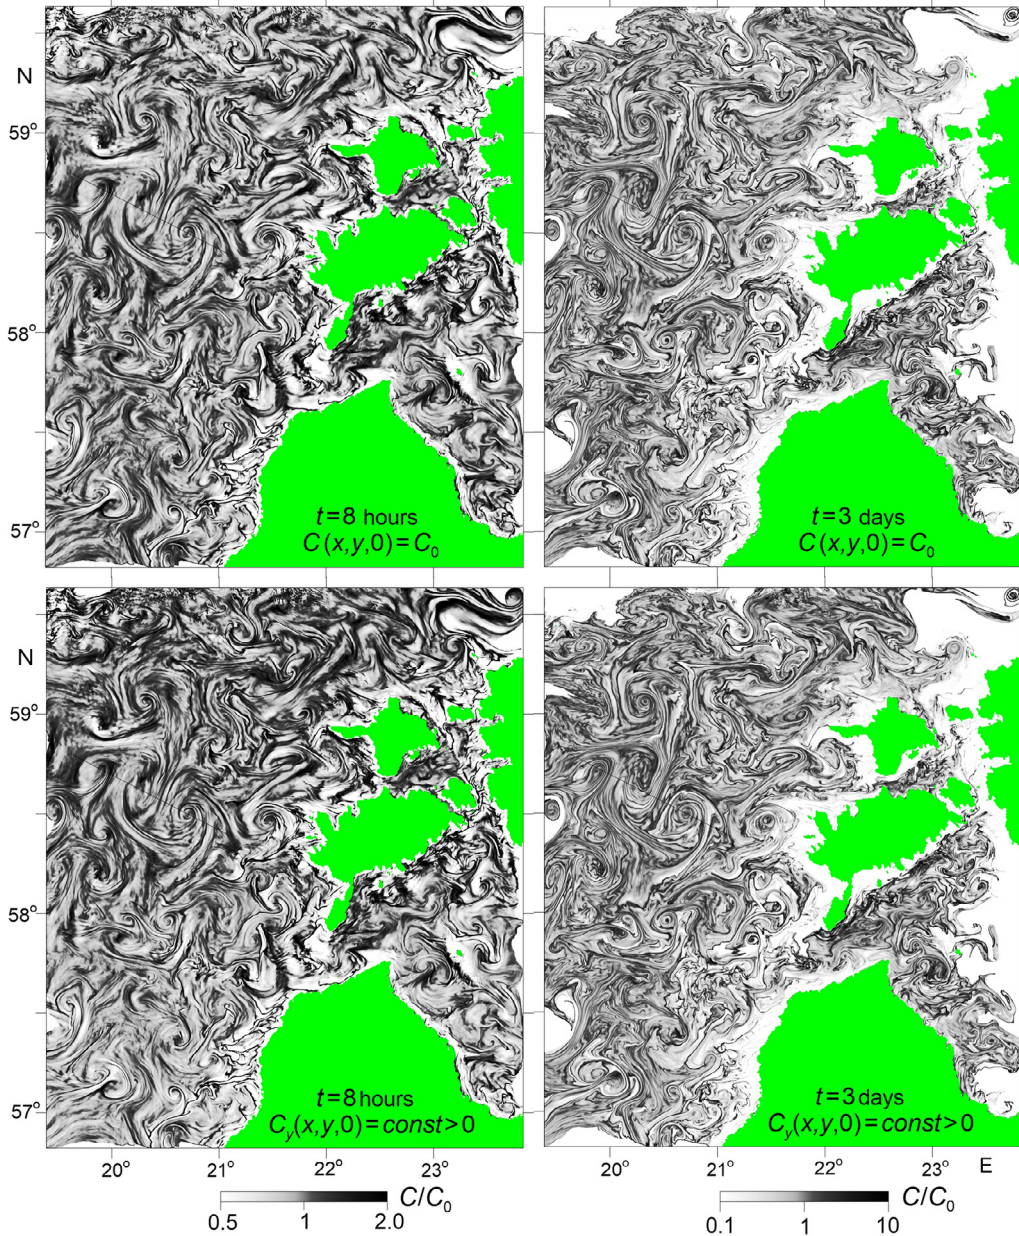 N
59°
58°
57°
t=8 hours
C(x,y,0)=C₀
t=3 days
C(x,y,0)=C₀
N
59°
58°
57°
t=8 hours
Cᵧ(x,y,0)=const>0
t=3 days
Cᵧ(x,y,0)=const>0
20° 21° 22° 23° 20° 21° 22° 23° E
C/C₀
0.5 1 2.0
C/C₀
0.1 1 10